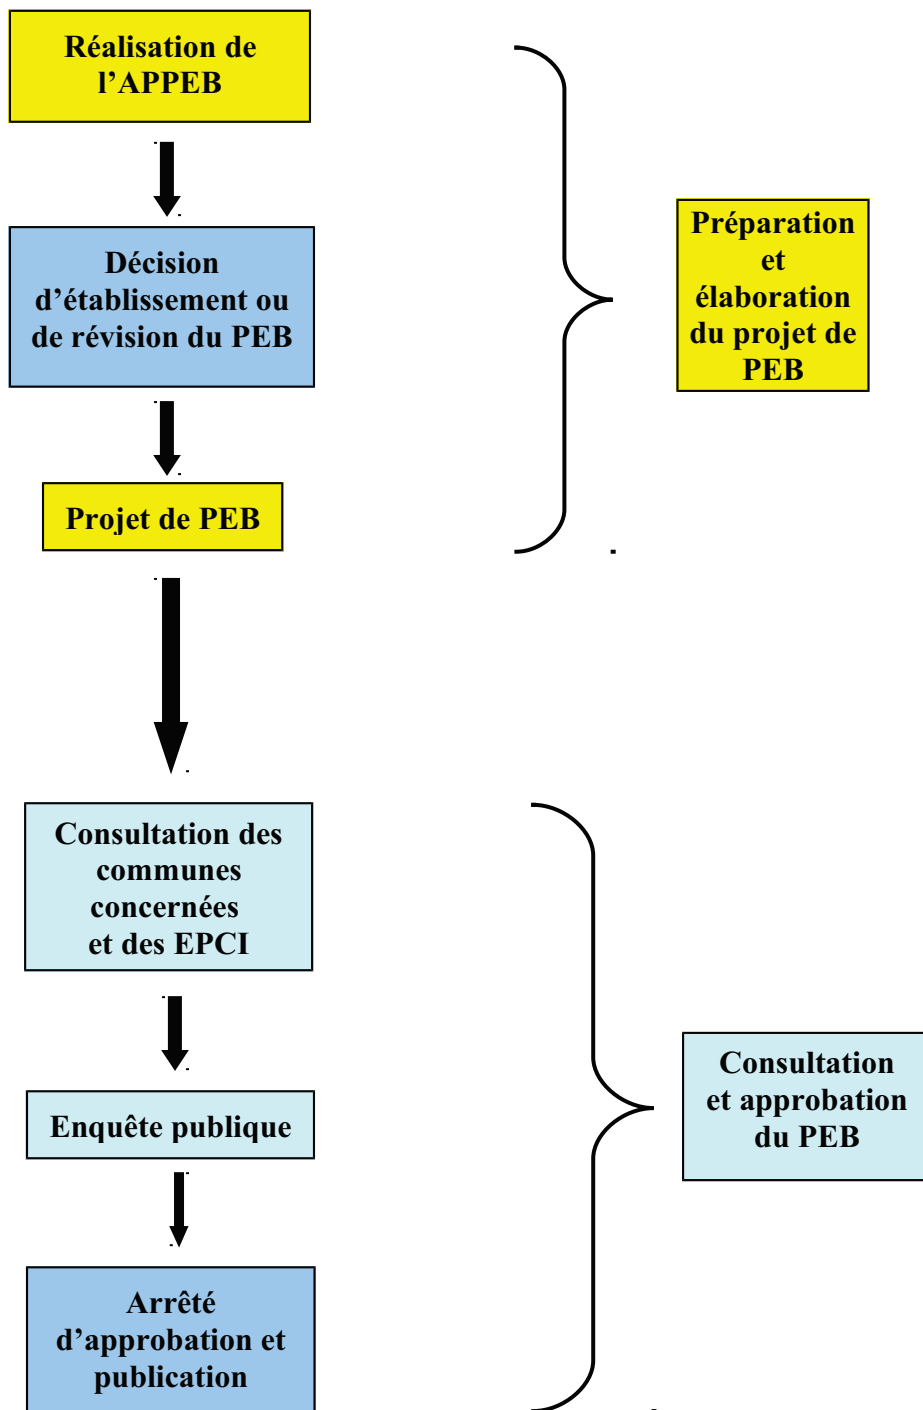 Réalisation de
l’APPEB
Décision
d’établissement ou
de révision du PEB
Projet de PEB
Préparation
et
élaboration
du projet de
PEB
Consultation des
communes
concernées
et des EPCI
Enquête publique
Arrêté
d’approbation et
publication
Consultation
et approbation
du PEB